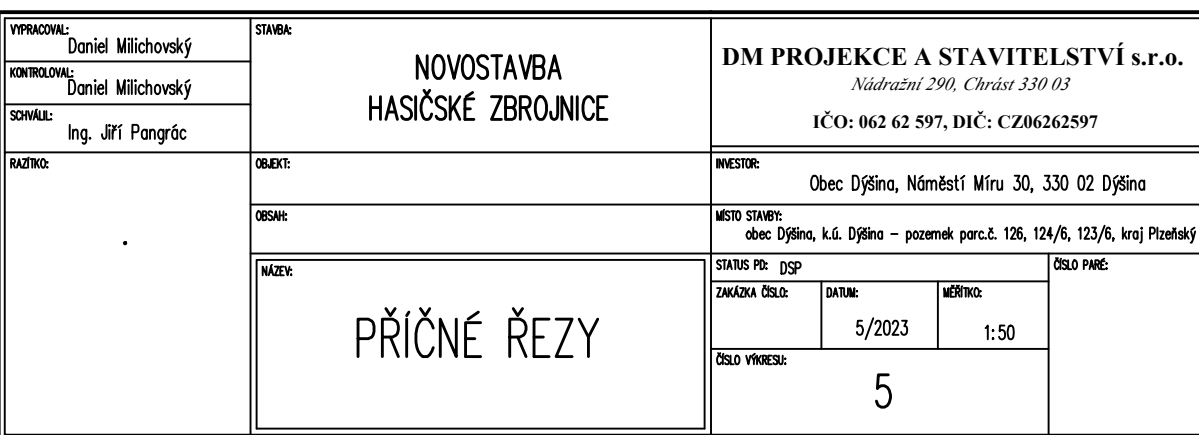 VYPRACOVAL:
Daniel Milichovský
KONTROLOVAL:
Daniel Milichovský
SCHVÁLIL:
Ing. Jiří Pangrác
RAZÍTKO:
STAVBA:
NOVOSTAVBA
HASIČSKÉ ZBROJNICE
OBJEKT:
OBSAH:
NÁZEV:
PŘÍČNÉ ŘEZY
DM PROJEKCE A STAVITELSTVÍ s.r.o.
Nádražní 290, Chrást 330 03
IČO: 062 62 597, DIČ: CZ06262597
INVESTOR:
Obec Dýšina, Náměstí Míru 30, 330 02 Dýšina
MÍSTO STAVBY:
obec Dýšina, k.ú. Dýšina – pozemek parc.č. 126, 124/6, 123/6, kraj Plzeňský
STATUS PD: DSP
ZAKÁZKA ČÍSLO:
DATUM:
5/2023
MĚŘÍTKO:
1:50
ČÍSLO VÝKRESU:
5
ČÍSLO PARÉ: